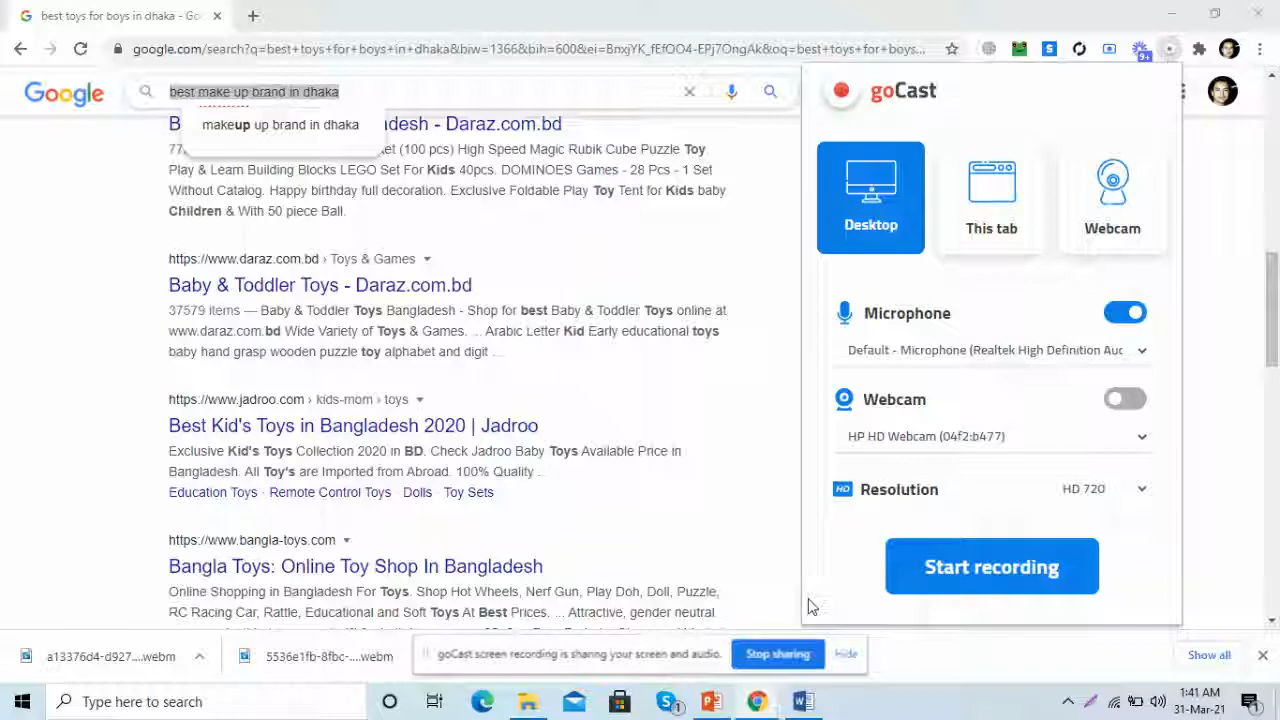 best toys for boys in dhaka - Go
google.com/search?q=best+toys+for+boys+in+dhaka&biw=1366&bih=600&ei=BnxjYK_fEfOO4-EPj7OngAk&oq=best+toys+for+boys...
9+
Google
best make up brand in dhaka
makeup up brand in dhaka
desh - Daraz.com.bd
et (100 pcs) High Speed Magic Rubik Cube Puzzle Toy
Play & Learn Building Blocks LEGO Set For Kids 40pcs. DOMINOES Games - 28 Pcs - 1 Set
Without Catalog. Happy birthday full decoration. Exclusive Foldable Play Toy Tent for Kids baby
Children & With 50 piece Ball.
https://www.daraz.com.bd › Toys & Games
Baby & Toddler Toys - Daraz.com.bd
37579 items — Baby & Toddler Toys Bangladesh - Shop for best Baby & Toddler Toys online at
www.daraz.com.bd Wide Variety of Toys & Games. ... Arabic Letter Kid Early educational toys
baby hand grasp wooden puzzle toy alphabet and digit ...
https://www.jadroo.com › kids-mom › toys
Best Kid's Toys in Bangladesh 2020 | Jadroo
Exclusive Kid's Toys Collection 2020 in BD. Check Jadroo Baby Toys Available Price in
Bangladesh. All Toy's are Imported from Abroad. 100% Quality ...
Education Toys · Remote Control Toys · Dolls · Toy Sets
https://www.bangla-toys.com
Bangla Toys: Online Toy Shop In Bangladesh
Online Shopping in Bangladesh For Toys. Shop Hot Wheels, Nerf Gun, Play Doh, Doll, Puzzle,
RC Racing Car, Rattle, Educational and Soft Toys At Best Prices. ... Attractive, gender neutral
goCast
Desktop
This tab
Webcam
Microphone
Default - Microphone (Realtek High Definition Auc
Webcam
HP HD Webcam (04f2:b477)
HD Resolution
HD 720
Start recording
a13376d4-d927....webm
5536e1fb-8fbc-....webm
goCast screen recording is sharing your screen and audio.
Stop sharing
Hide
Show all
Type here to search
1:41 AM
31-Mar-21